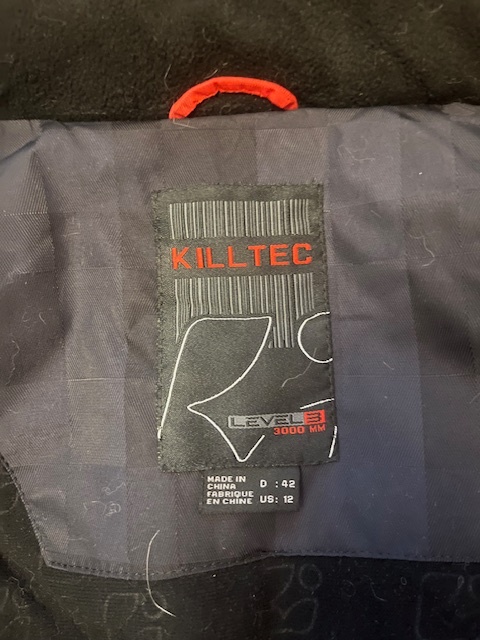 KILLTEC
LEVEL 3
3000 MM
MADE IN
CHINA
FABRIQUE
EN CHINE
D : 42
US: 12